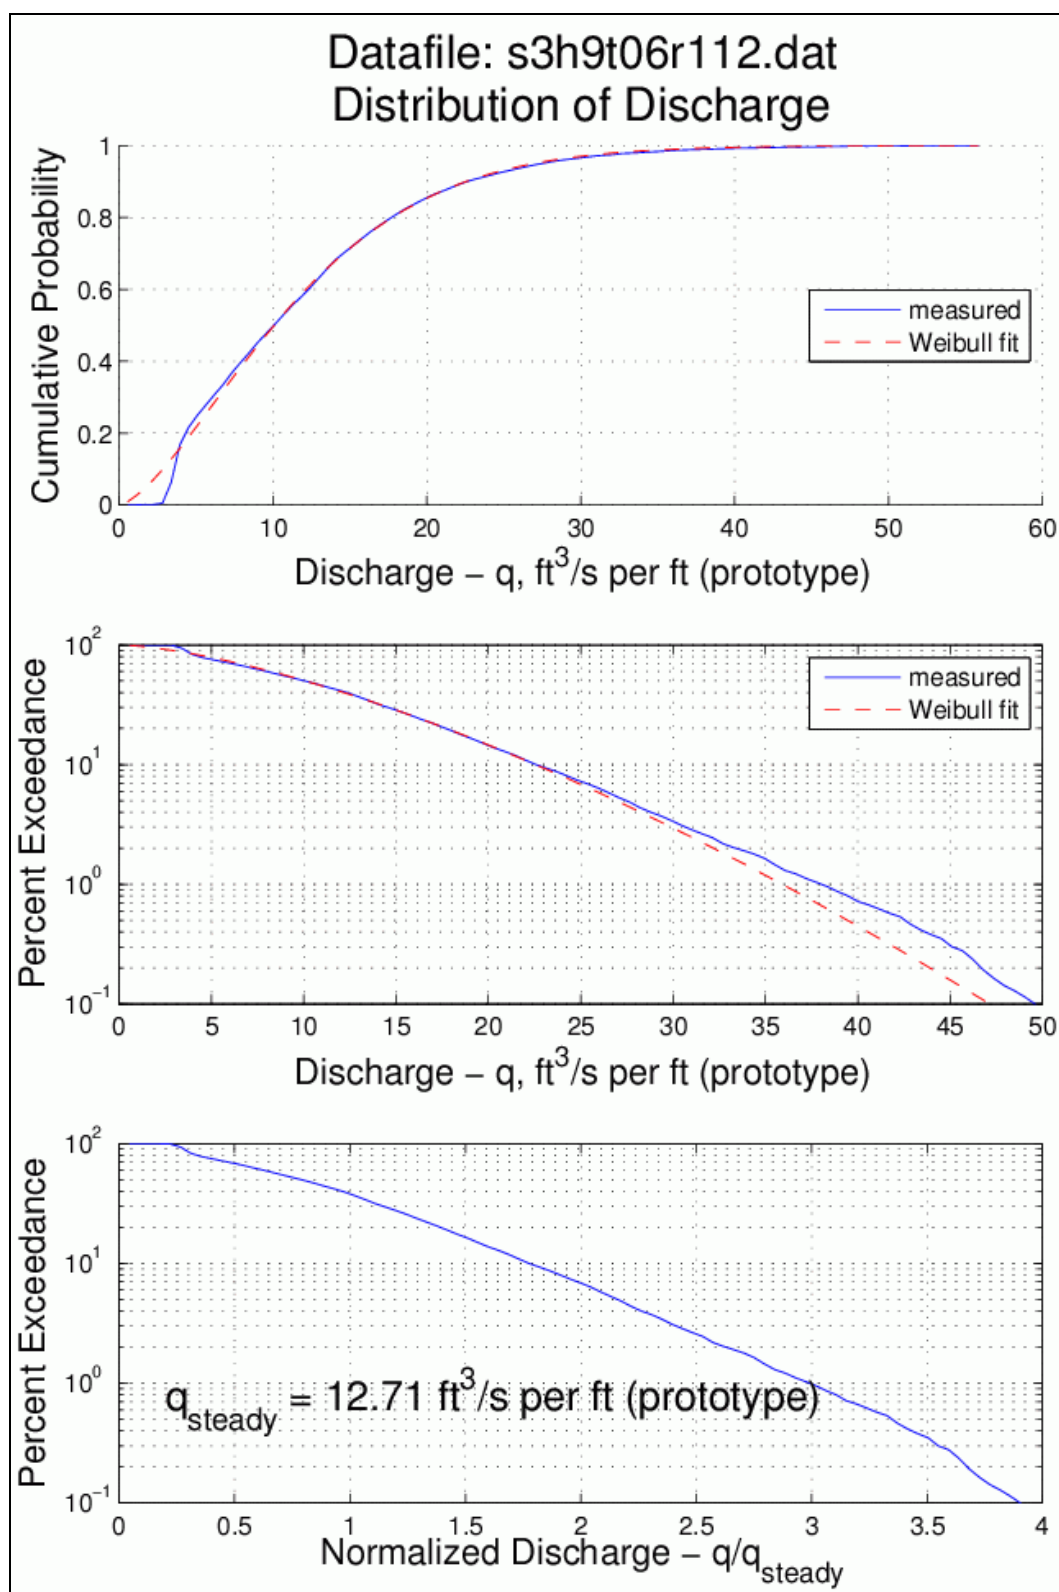 Datafile: s3h9t06r112.dat
Distribution of Discharge
Cumulative Probability
1
0.8
0.6
0.4
0.2
0
measured
Weibull fit
0 10 20 30 40 50 60
Discharge – q, ft³/s per ft (prototype)
Percent Exceedance
10²
10¹
10⁰
10⁻¹
measured
Weibull fit
0 5 10 15 20 25 30 35 40 45 50
Discharge – q, ft³/s per ft (prototype)
Percent Exceedance
10²
10¹
10⁰
10⁻¹
q_steady = 12.71 ft³/s per ft (prototype)
0 0.5 1 1.5 2 2.5 3 3.5 4
Normalized Discharge – q/q_steady